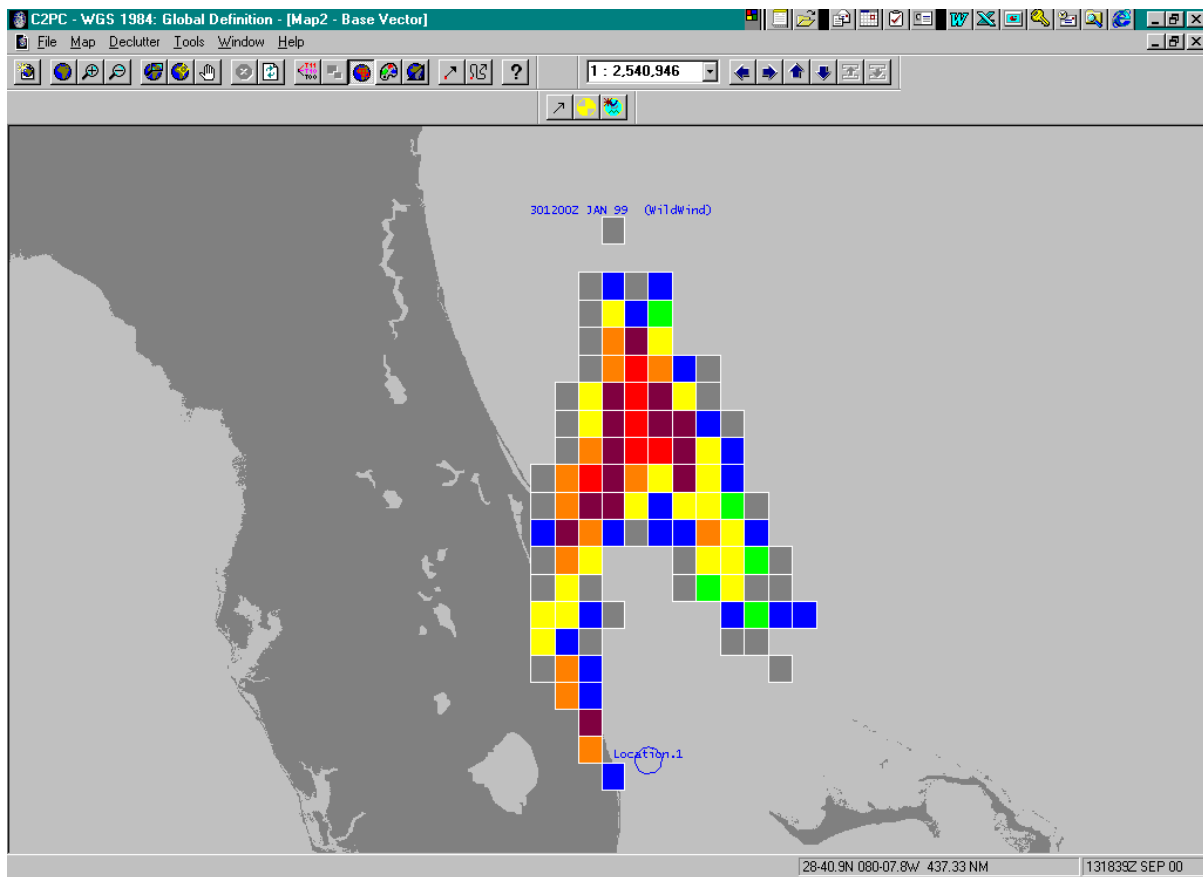 C2PC - WGS 1984: Global Definition - [Map2 - Base Vector]
File Map Declutter Tools Window Help
1 : 2,540,946
301200Z JAN 99 (WildWind)
Location.1
28-40.9N 080-07.8W 437.33 NM
131839Z SEP 00